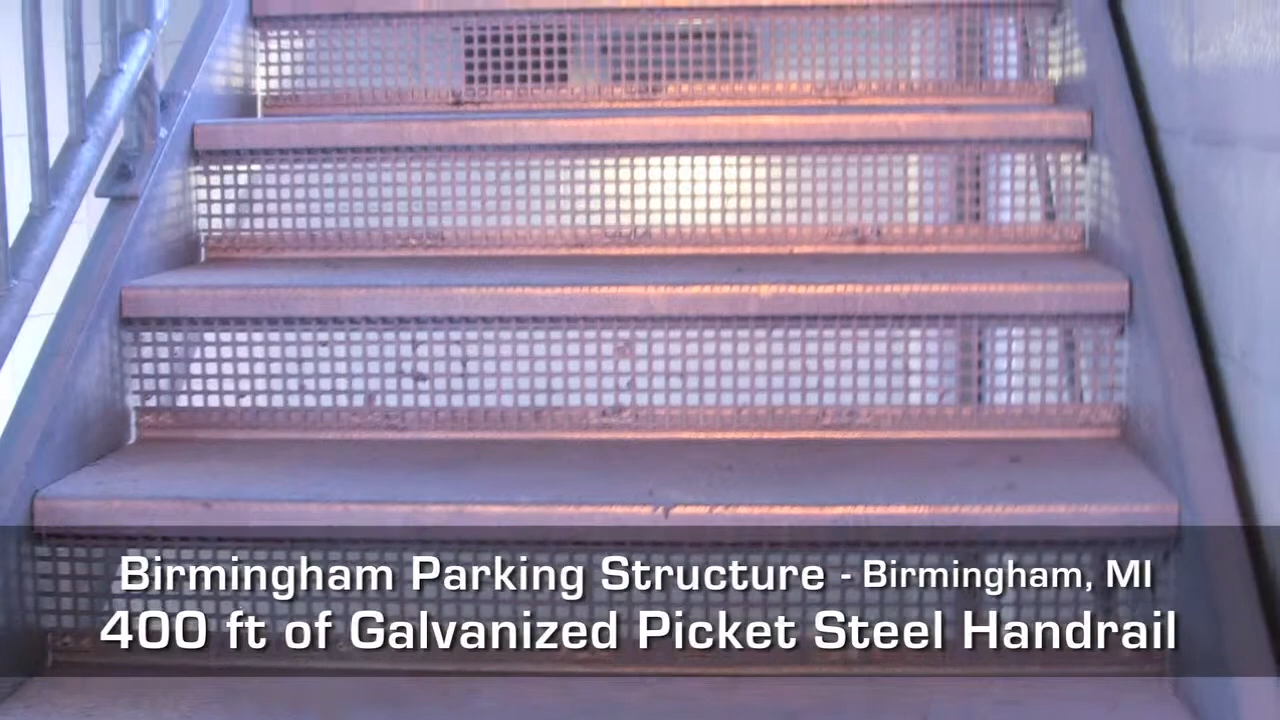 Birmingham Parking Structure - Birmingham, MI
400 ft of Galvanized Picket Steel Handrail